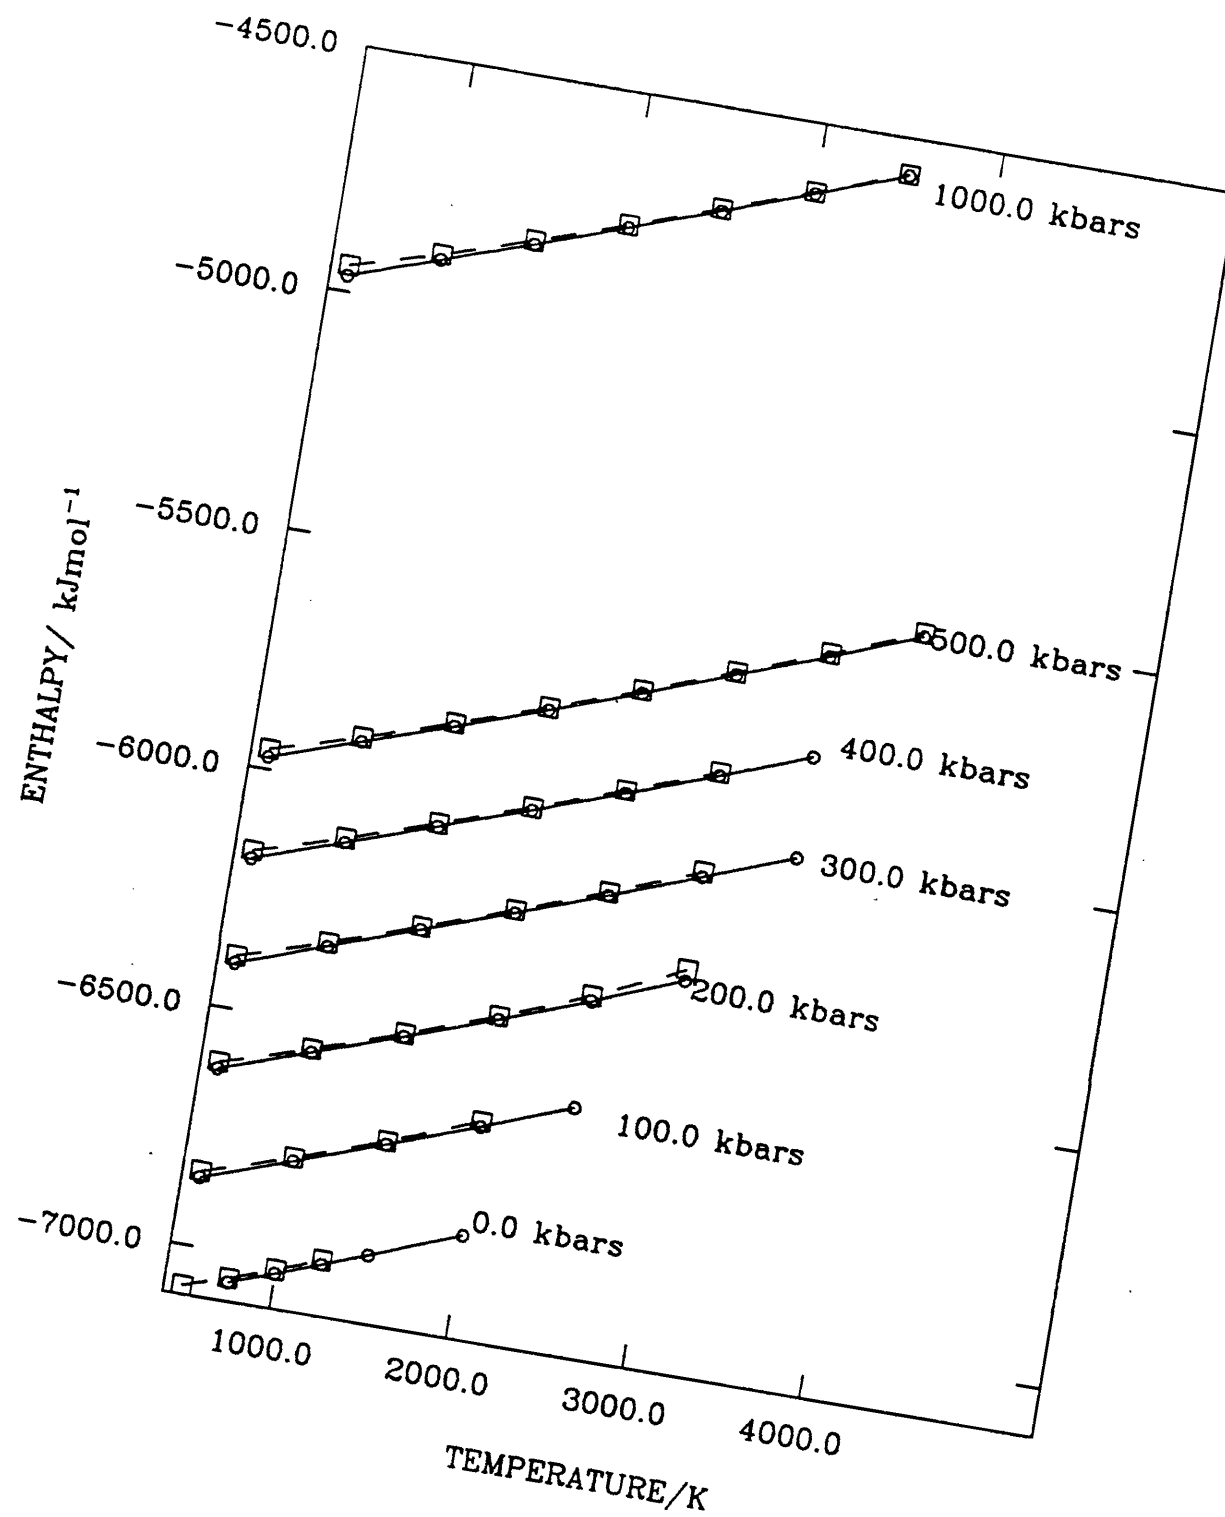 −4500.0
1000.0 kbars
−5000.0
−5500.0
500.0 kbars
−6000.0
400.0 kbars
300.0 kbars
−6500.0
200.0 kbars
100.0 kbars
−7000.0
0.0 kbars
ENTHALPY/ kJmol⁻¹
1000.0
2000.0
3000.0
4000.0
TEMPERATURE/K